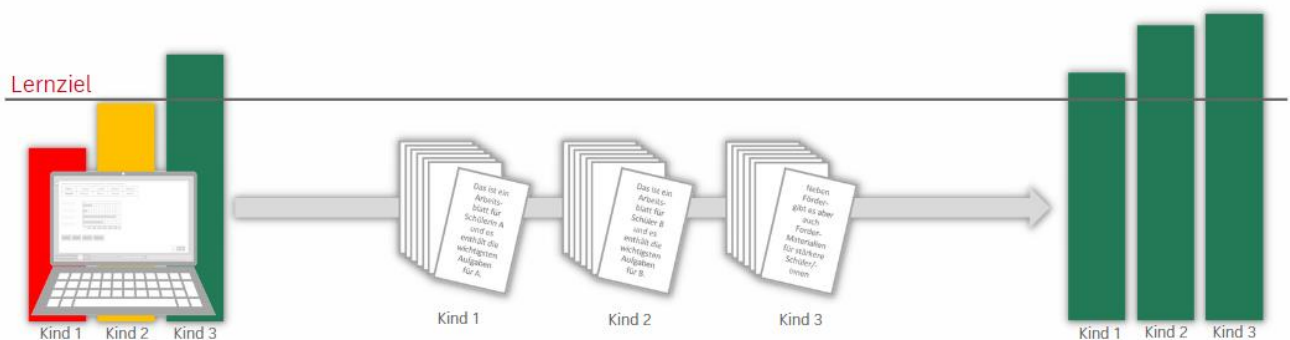 Lernziel
Das ist ein
Arbeits-
blatt für
Schülerin A
und es
enthält die
wichtigsten
Aufgaben
für A.
Das ist ein
Arbeits-
blatt für
Schüler B
und es
enthält die
wichtigsten
Aufgaben
für B.
Neben
Förder-
gibt es aber
auch
Forder-
Materialien
für stärkere
Schüler/-
innen
Kind 1
Kind 2
Kind 3
Kind 1
Kind 2
Kind 3
Kind 1
Kind 2
Kind 3